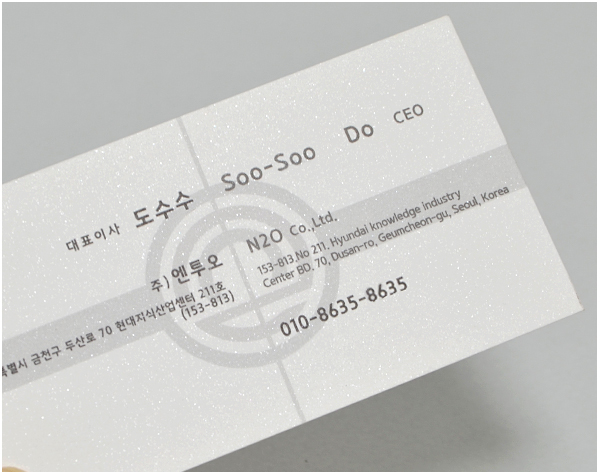 대표이사 도수수 Soo-Soo Do CEO
주) 엔투오 N2O Co.,Ltd.
특별시 금천구 두산로 70 현대지식산업센터 211호
(153-813)
153-813,No 211. Hyundai knowledge industry
Center BD. 70, Dusan-ro, Geumcheon-gu, Seoul, Korea
010-8635-8635